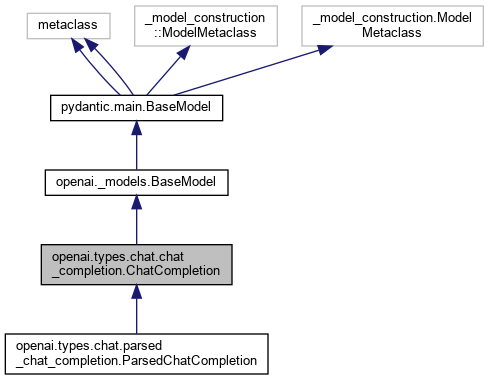 metaclass
_model_construction
::ModelMetaclass
_model_construction.Model
Metaclass
pydantic.main.BaseModel
openai._models.BaseModel
openai.types.chat.chat
_completion.ChatCompletion
openai.types.chat.parsed
_chat_completion.ParsedChatCompletion